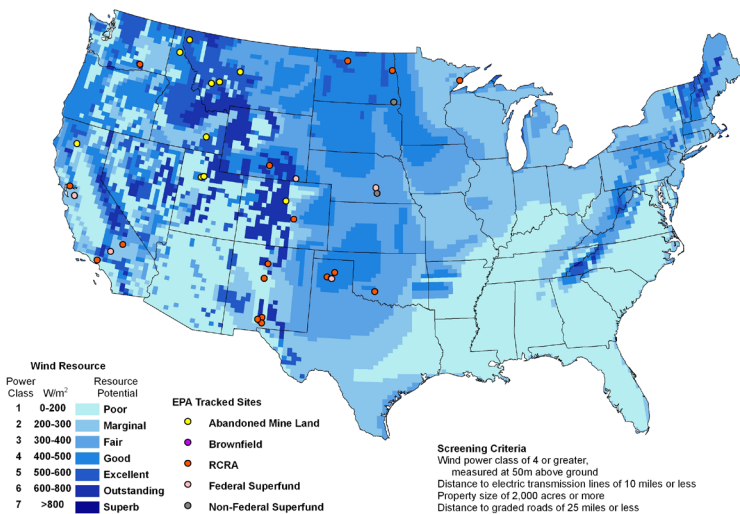 Wind Resource
Power Class W/m² Resource Potential
1 0-200 Poor
2 200-300 Marginal
3 300-400 Fair
4 400-500 Good
5 500-600 Excellent
6 600-800 Outstanding
7 >800 Superb
EPA Tracked Sites
Abandoned Mine Land
Brownfield
RCRA
Federal Superfund
Non-Federal Superfund
Screening Criteria
Wind power class of 4 or greater,
measured at 50m above ground
Distance to electric transmission lines of 10 miles or less
Property size of 2,000 acres or more
Distance to graded roads of 25 miles or less